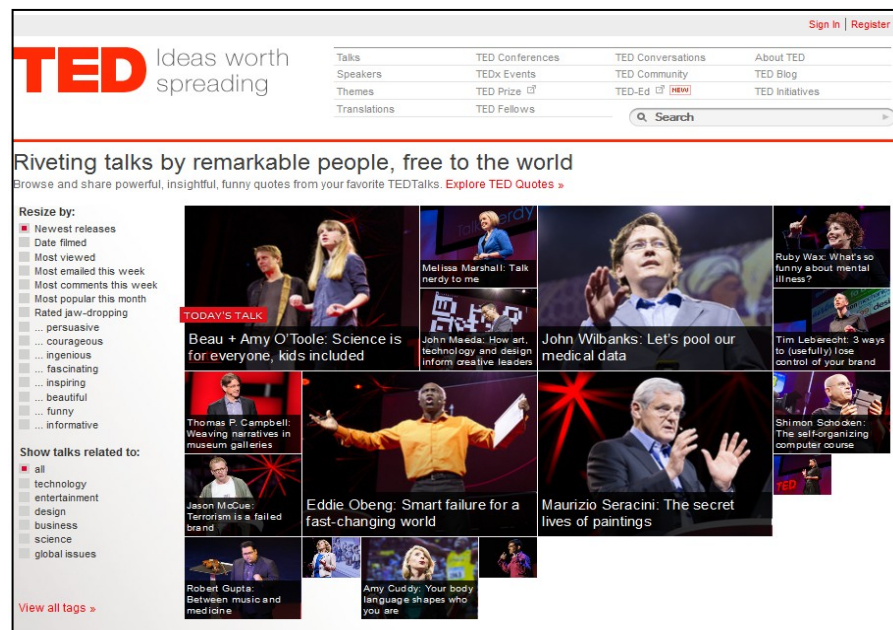 Sign In | Register
TED Ideas worth
spreading
Talks
Speakers
Themes
Translations
TED Conferences
TEDx Events
TED Prize
TED Fellows
TED Conversations
TED Community
TED-Ed NEW!
About TED
TED Blog
TED Initiatives
Search
Riveting talks by remarkable people, free to the world
Browse and share powerful, insightful, funny quotes from your favorite TEDTalks. Explore TED Quotes »
Resize by:
Newest releases
Date filmed
Most viewed
Most emailed this week
Most comments this week
Most popular this month
Rated jaw-dropping
... persuasive
... courageous
... ingenious
... fascinating
... inspiring
... beautiful
... funny
... informative
Show talks related to:
all
technology
entertainment
design
business
science
global issues
View all tags »
TODAY'S TALK
Beau + Amy O'Toole: Science is
for everyone, kids included
Talk nerdy
Melissa Marshall: Talk
nerdy to me
John Maeda: How art,
technology and design
inform creative leaders
John Wilbanks: Let's pool our
medical data
Ruby Wax: What's so
funny about mental
illness?
Tim Leberecht: 3 ways
to (usefully) lose
control of your brand
Thomas P. Campbell:
Weaving narratives in
museum galleries
Jason McCue:
Terrorism is a failed
brand
Eddie Obeng: Smart failure for a
fast-changing world
Maurizio Seracini: The secret
lives of paintings
Shimon Schocken:
The self-organizing
computer course
TED
Robert Gupta:
Between music and
medicine
Amy Cuddy: Your body
language shapes who
you are